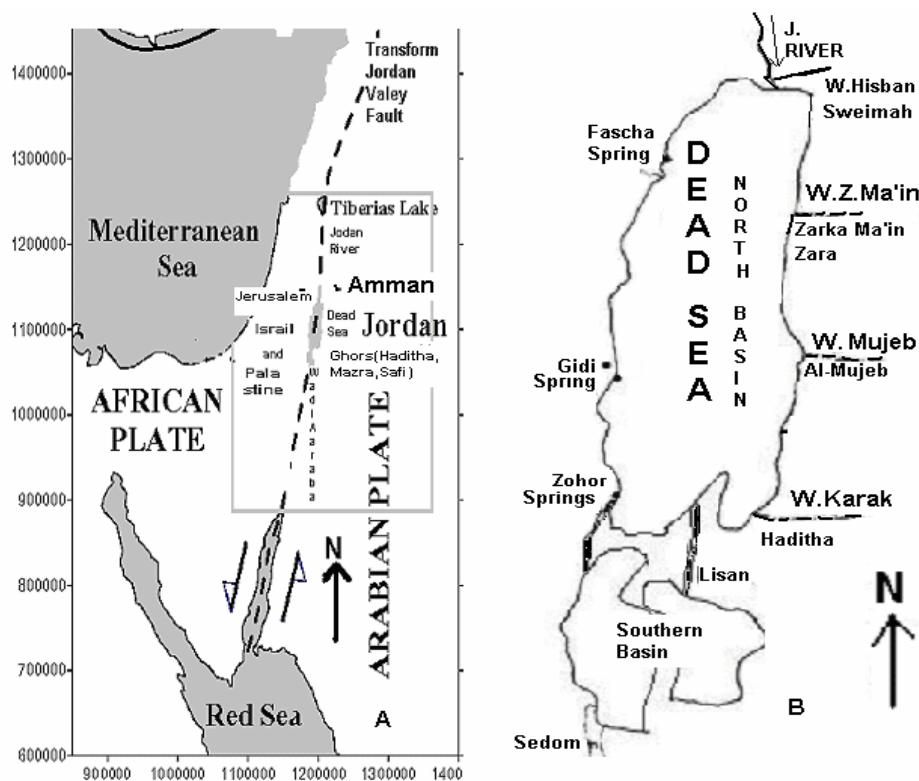 1400000
1300000
1200000
1100000
1000000
900000
800000
700000
600000
900000 1000000 1100000 1200000 1300000 1400
Transform
Jordan
Valey
Fault
Mediterranean
Sea
Tiberias Lake
Jodan
River
Amman
Jerusalem
Dead
Sea
Jordan
Israil
and
Pala
stine
Ghors(Haditha,
Mazra,Safi)
Wadi Aaraba
AFRICAN
PLATE
ARABIAN PLATE
N
Red Sea
A
J.
RIVER
W.Hisban
Sweimah
Fascha
Spring
DEAD SEA
NORTH BASIN
W.Z.Ma'in
Zarka Ma'in
Zara
W. Mujeb
Al-Mujeb
Gidi
Spring
Zohor
Springs
W.Karak
Haditha
Lisan
N
Southern
Basin
B
Sedom